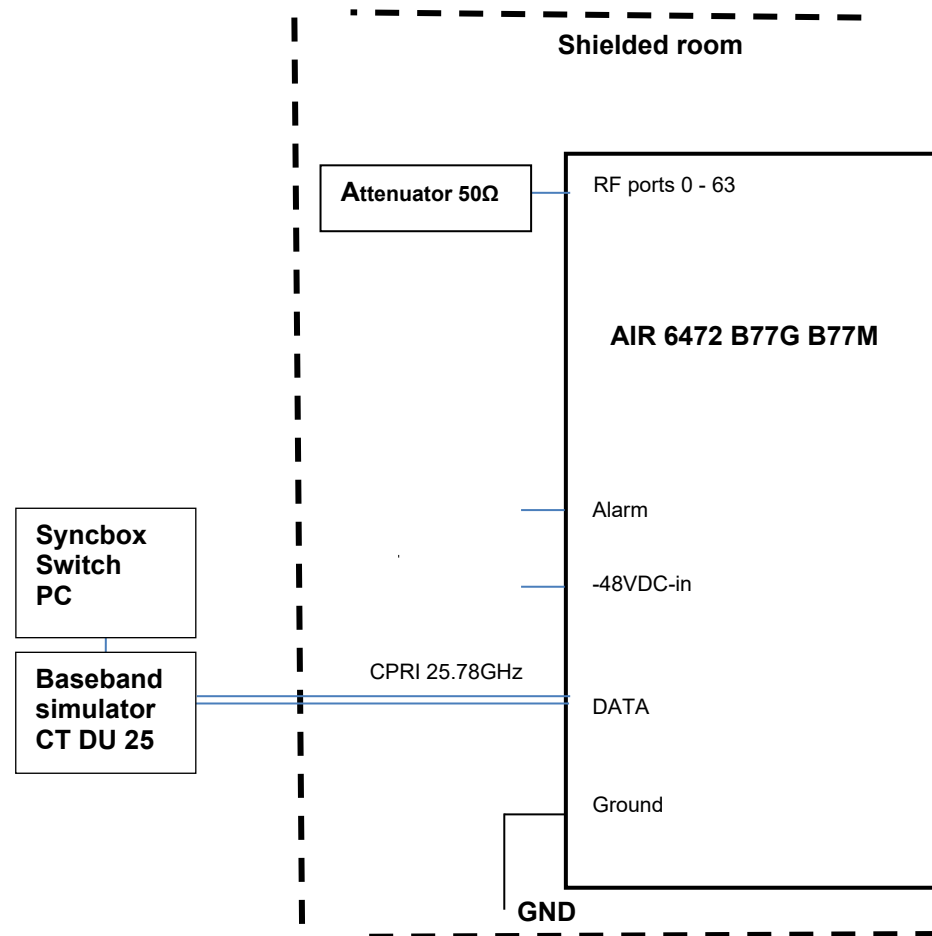 Shielded room
Attenuator 50Ω
RF ports 0 - 63
AIR 6472 B77G B77M
Alarm
-48VDC-in
Syncbox
Switch
PC
Baseband
simulator
CT DU 25
CPRI 25.78GHz
DATA
Ground
GND